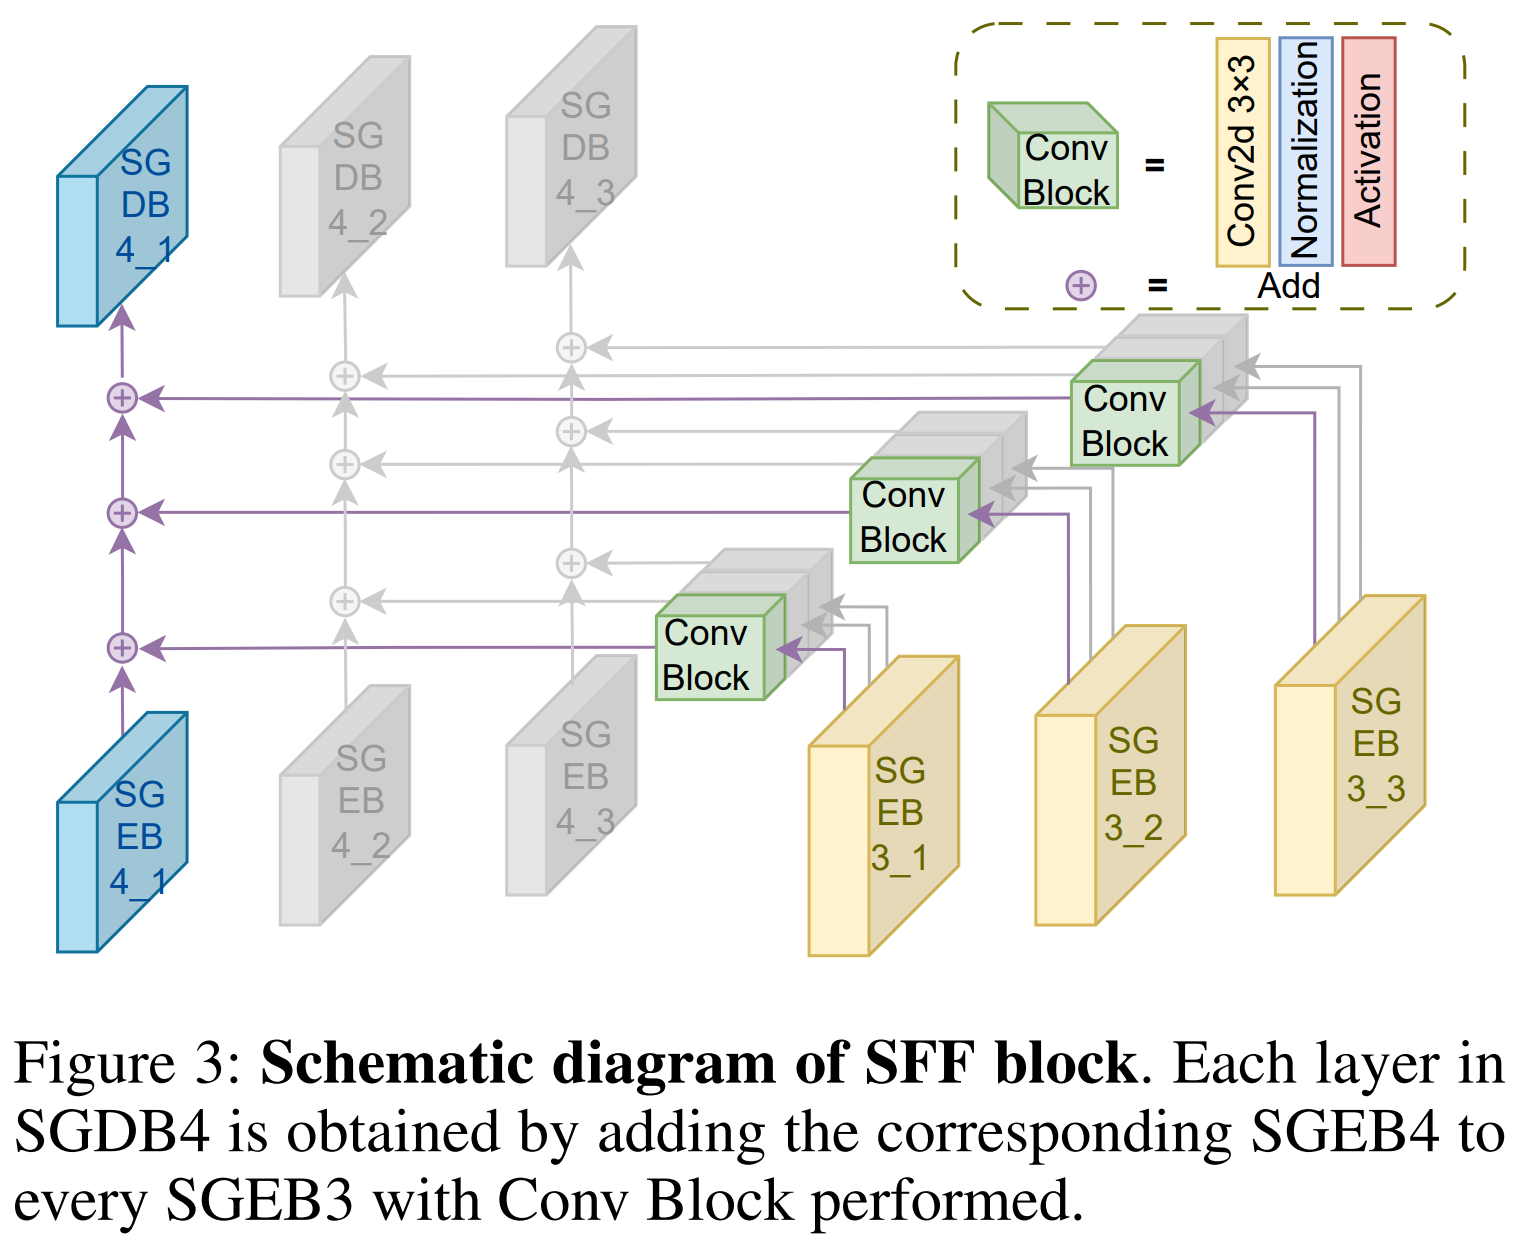 SG
DB
4_1
SG
DB
4_2
SG
DB
4_3
Conv
Block
=
Conv2d 3×3
Normalization
Activation
=
Add
Conv
Block
Conv
Block
Conv
Block
SG
EB
4_1
SG
EB
4_2
SG
EB
4_3
SG
EB
3_1
SG
EB
3_2
SG
EB
3_3
Figure 3: Schematic diagram of SFF block. Each layer in
SGDB4 is obtained by adding the corresponding SGEB4 to
every SGEB3 with Conv Block performed.